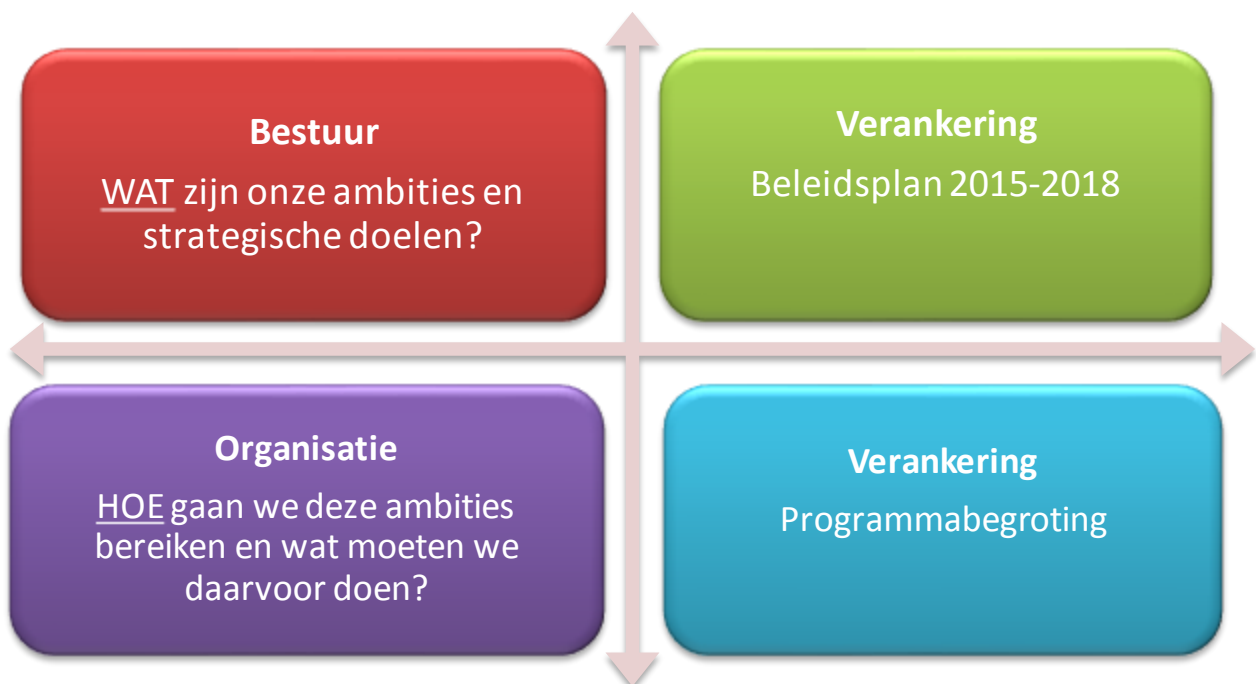 Bestuur
WAT zijn onze ambities en
strategische doelen?
Verankering
Beleidsplan 2015-2018
Organisatie
HOE gaan we deze ambities
bereiken en wat moeten we
daarvoor doen?
Verankering
Programmabegroting